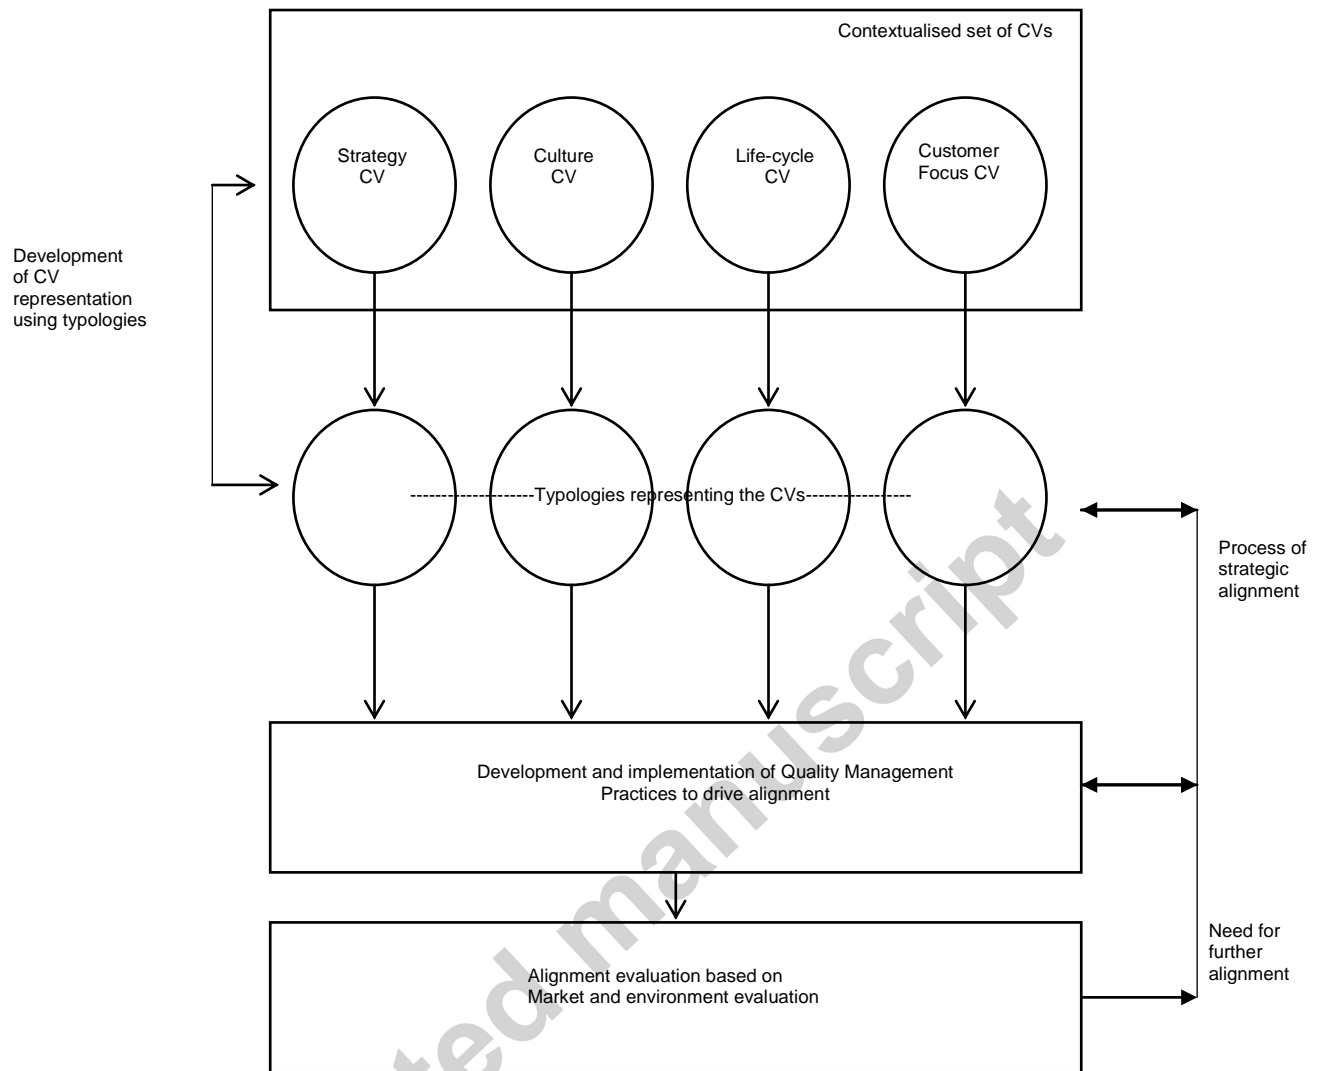 Contextualised set of CVs
Strategy
CV
Culture
CV
Life-cycle
CV
Customer
Focus CV
Development
of CV
representation
using typologies
Typologies representing the CVs
Process of
strategic
alignment
Development and implementation of Quality Management
Practices to drive alignment
Need for
further
alignment
Alignment evaluation based on
Market and environment evaluation
ted manuscript